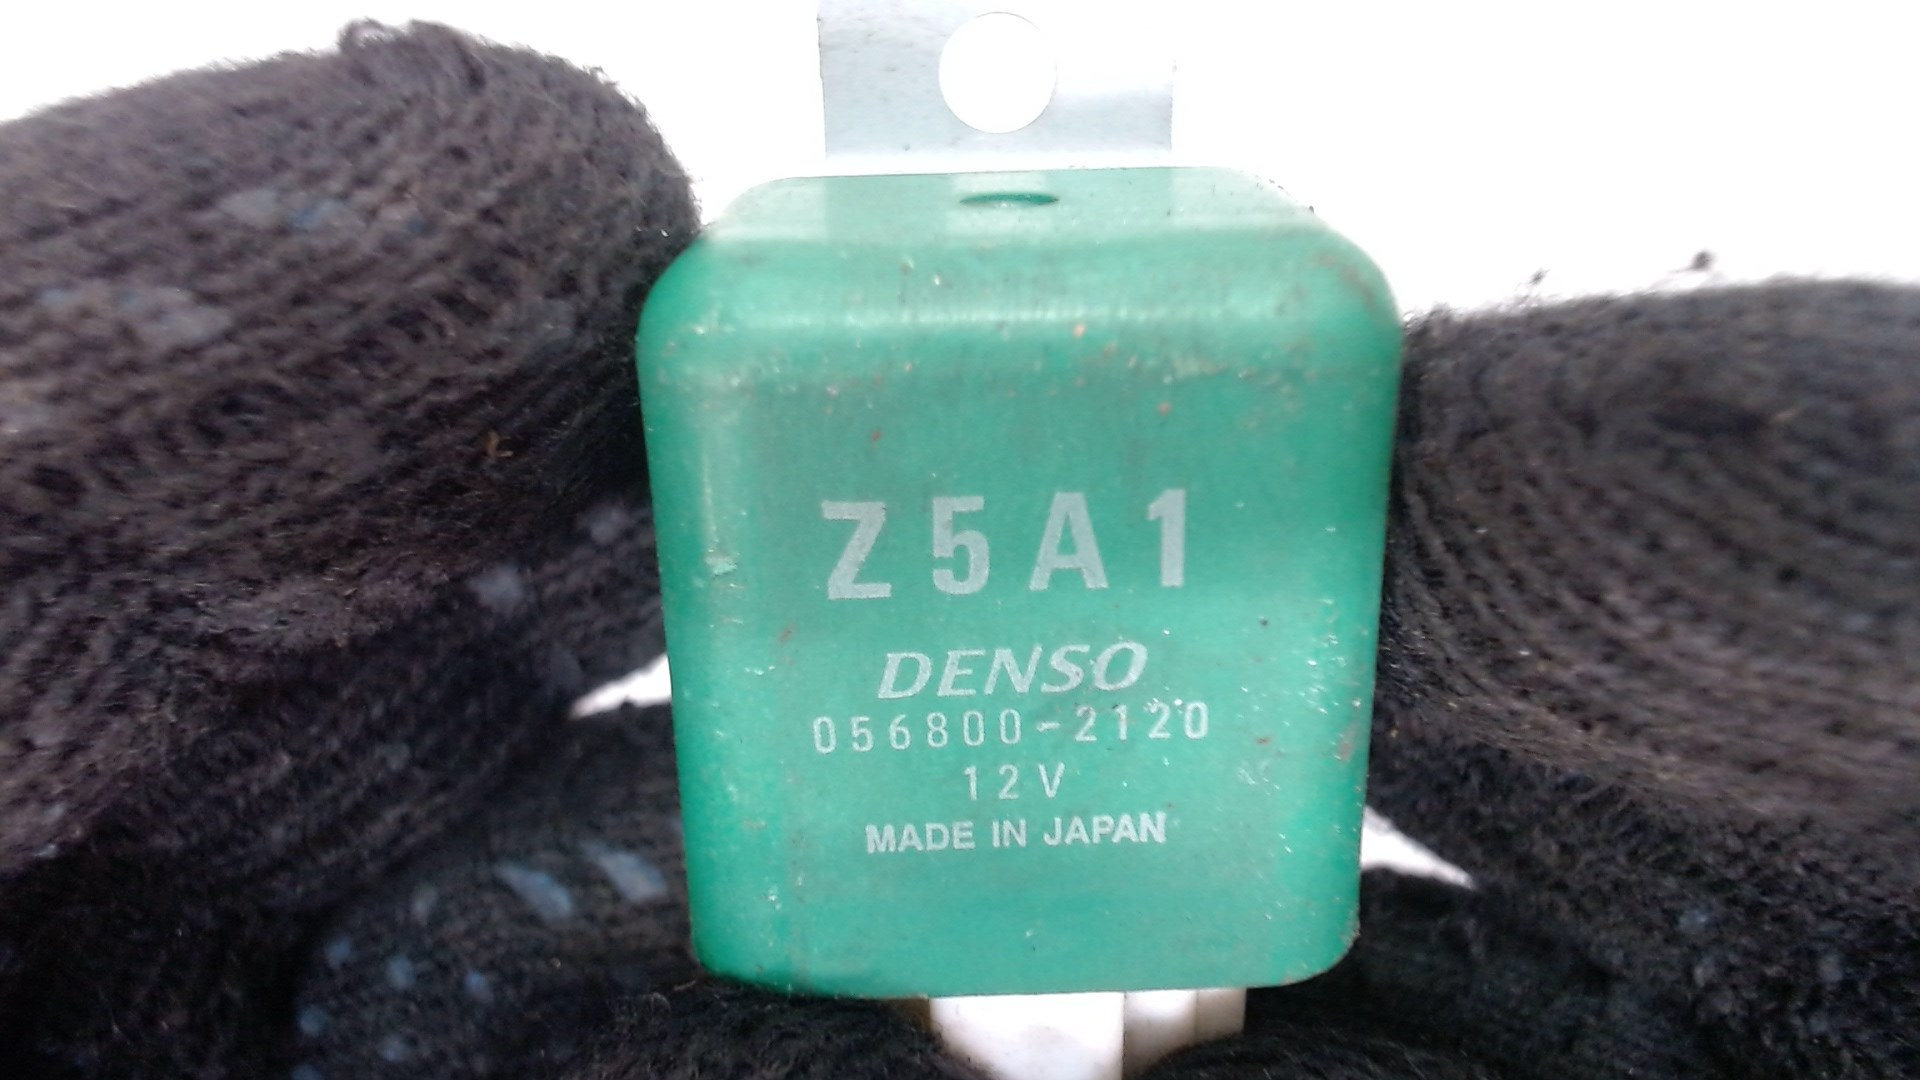 Z5A1
DENSO
056800-2120
12V
MADE IN JAPAN